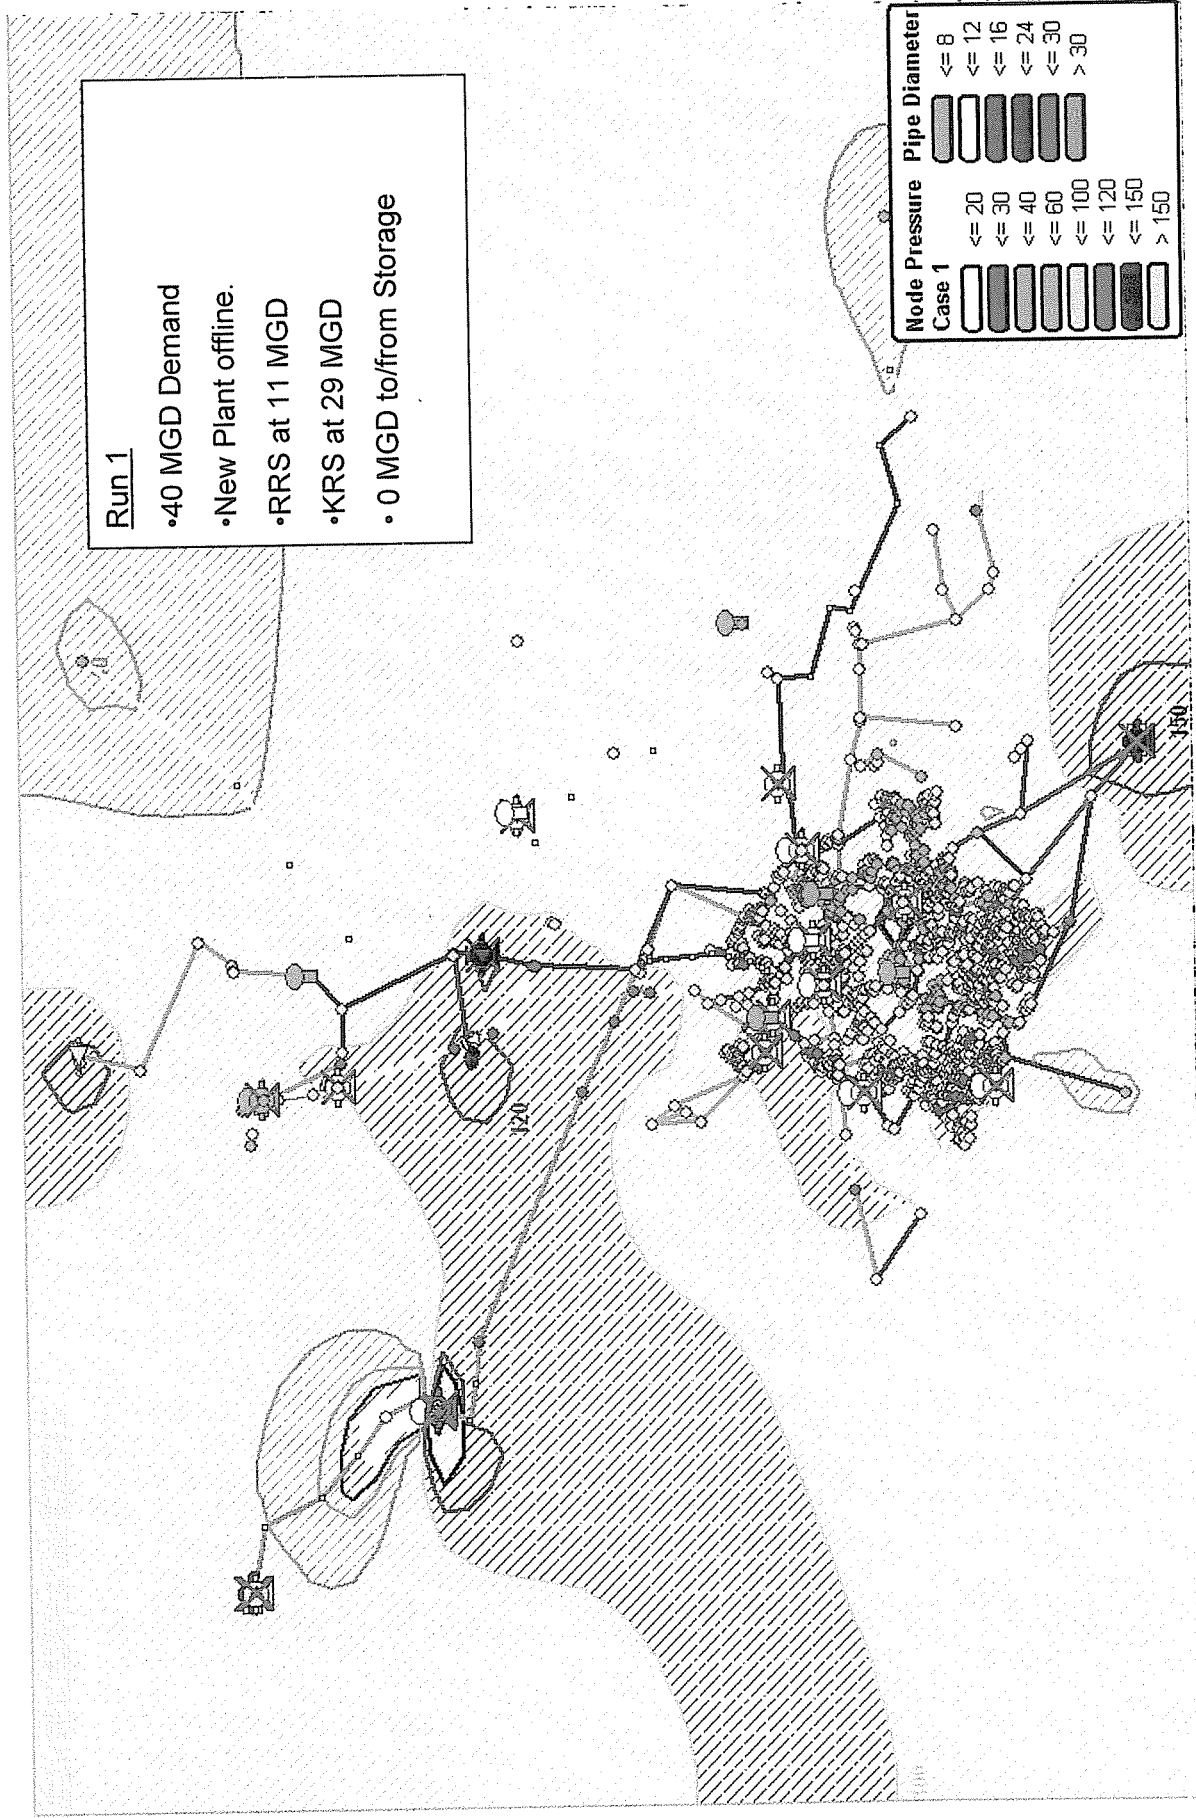 Run 1
•40 MGD Demand
•New Plant offline.
•RRS at 11 MGD
•KRS at 29 MGD
• 0 MGD to/from Storage
120
150
Node Pressure
Case 1
<= 20
<= 30
<= 40
<= 60
<= 100
<= 120
<= 150
> 150
Pipe Diameter
<= 8
<= 12
<= 16
<= 24
<= 30
> 30